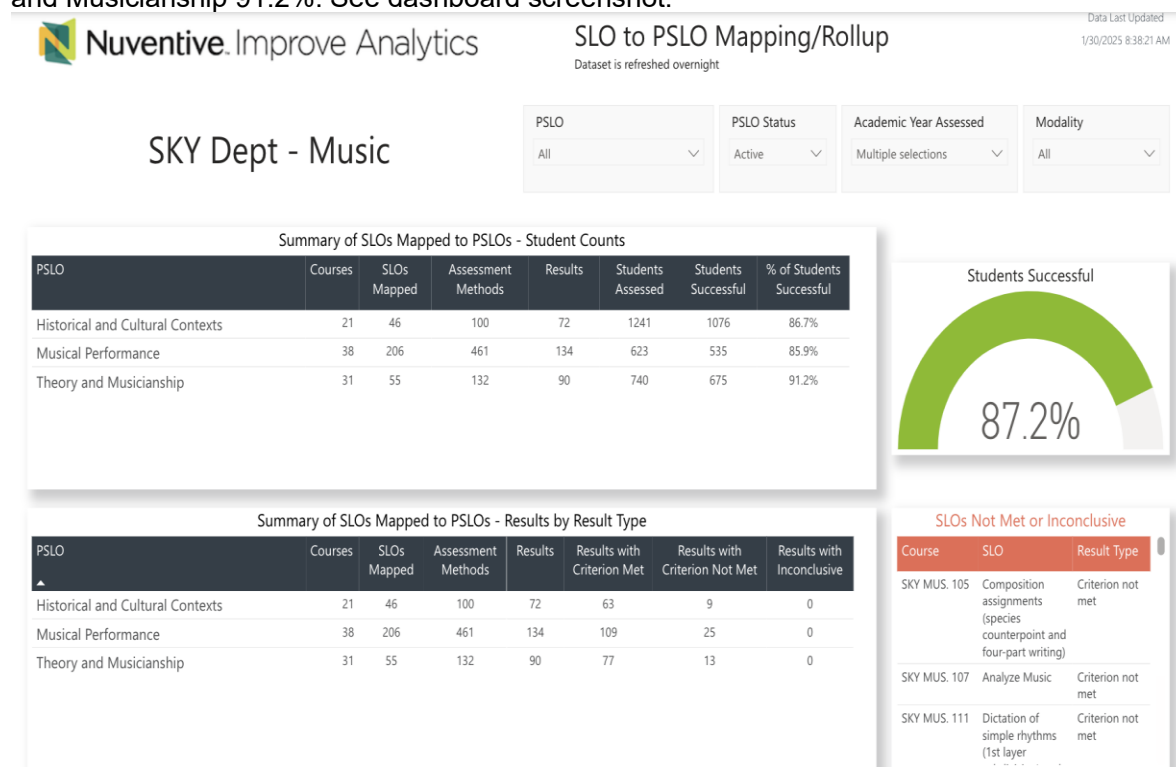 and Musicianship 91.2%. See dashboard screenshot.
Nuventive. Improve Analytics
SLO to PSLO Mapping/Rollup
Dataset is refreshed overnight
Data Last Updated
1/30/2025 8:38:21 AM
SKY Dept - Music
PSLO
All
PSLO Status
Active
Academic Year Assessed
Multiple selections
Modality
All
Summary of SLOs Mapped to PSLOs - Student Counts
PSLO Courses SLOs Mapped Assessment Methods Results Students Assessed Students Successful % of Students Successful
Historical and Cultural Contexts 21 46 100 72 1241 1076 86.7%
Musical Performance 38 206 461 134 623 535 85.9%
Theory and Musicianship 31 55 132 90 740 675 91.2%
Students Successful
87.2%
Summary of SLOs Mapped to PSLOs - Results by Result Type
PSLO Courses SLOs Mapped Assessment Methods Results Results with Criterion Met Results with Criterion Not Met Results with Inconclusive
Historical and Cultural Contexts 21 46 100 72 63 9 0
Musical Performance 38 206 461 134 109 25 0
Theory and Musicianship 31 55 132 90 77 13 0
SLOs Not Met or Inconclusive
Course SLO Result Type
SKY MUS. 105 Composition Criterion not
assignments met
(species
counterpoint and
four-part writing)
SKY MUS. 107 Analyze Music Criterion not
met
SKY MUS. 111 Dictation of Criterion not
simple rhythms met
(1st layer